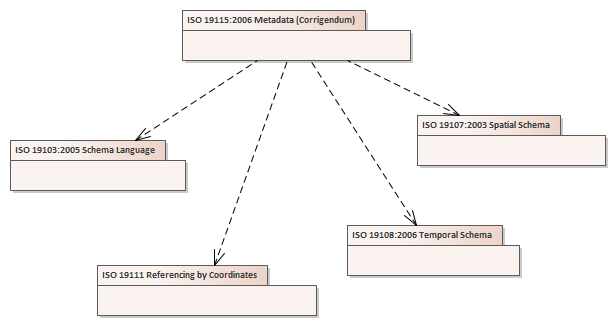 ISO 19115:2006 Metadata (Corrigendum)
ISO 19107:2003 Spatial Schema
ISO 19103:2005 Schema Language
ISO 19108:2006 Temporal Schema
ISO 19111 Referencing by Coordinates